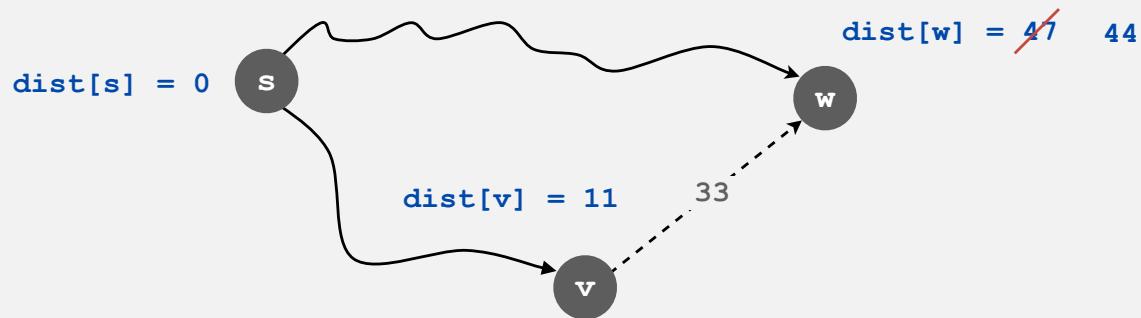 dist[w] = 47 44
s
dist[s] = 0
w
dist[v] = 11
33
v